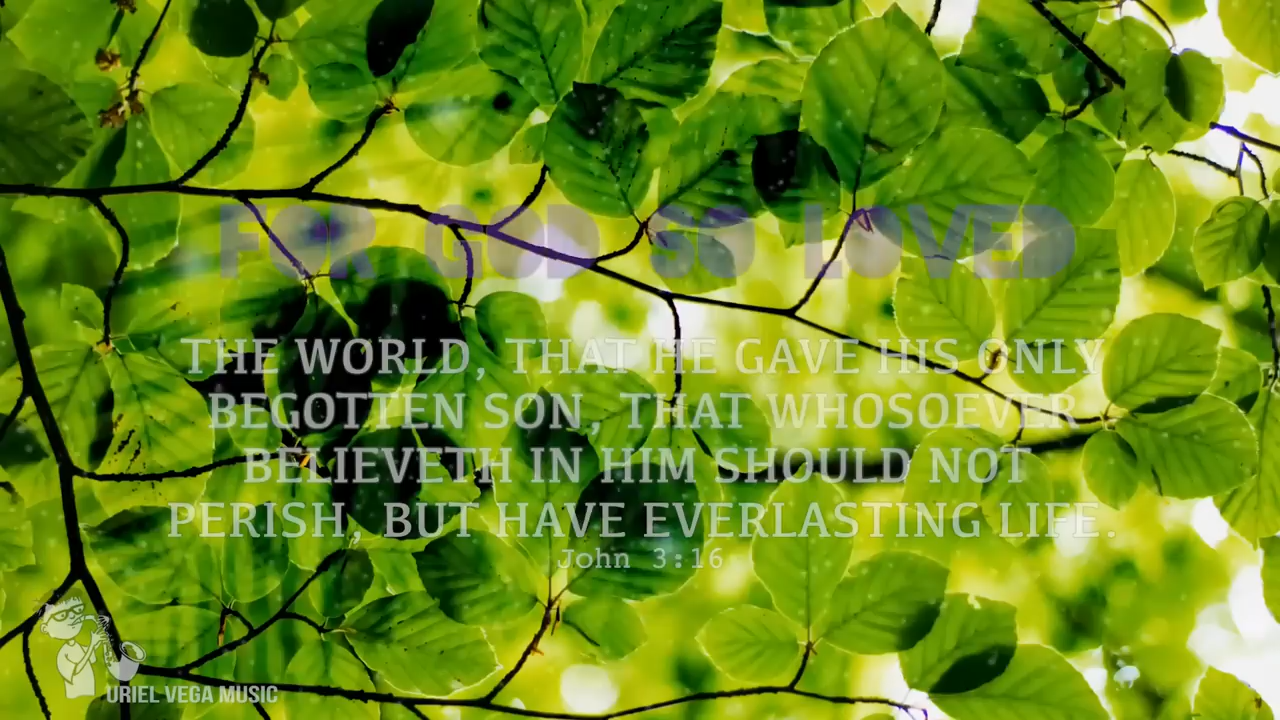 FOR GOD SO LOVED
THE WORLD, THAT HE GAVE HIS ONLY
BEGOTTEN SON, THAT WHOSOEVER
BELIEVETH IN HIM SHOULD NOT
PERISH, BUT HAVE EVERLASTING LIFE.
John 3:16
URIEL VEGA MUSIC